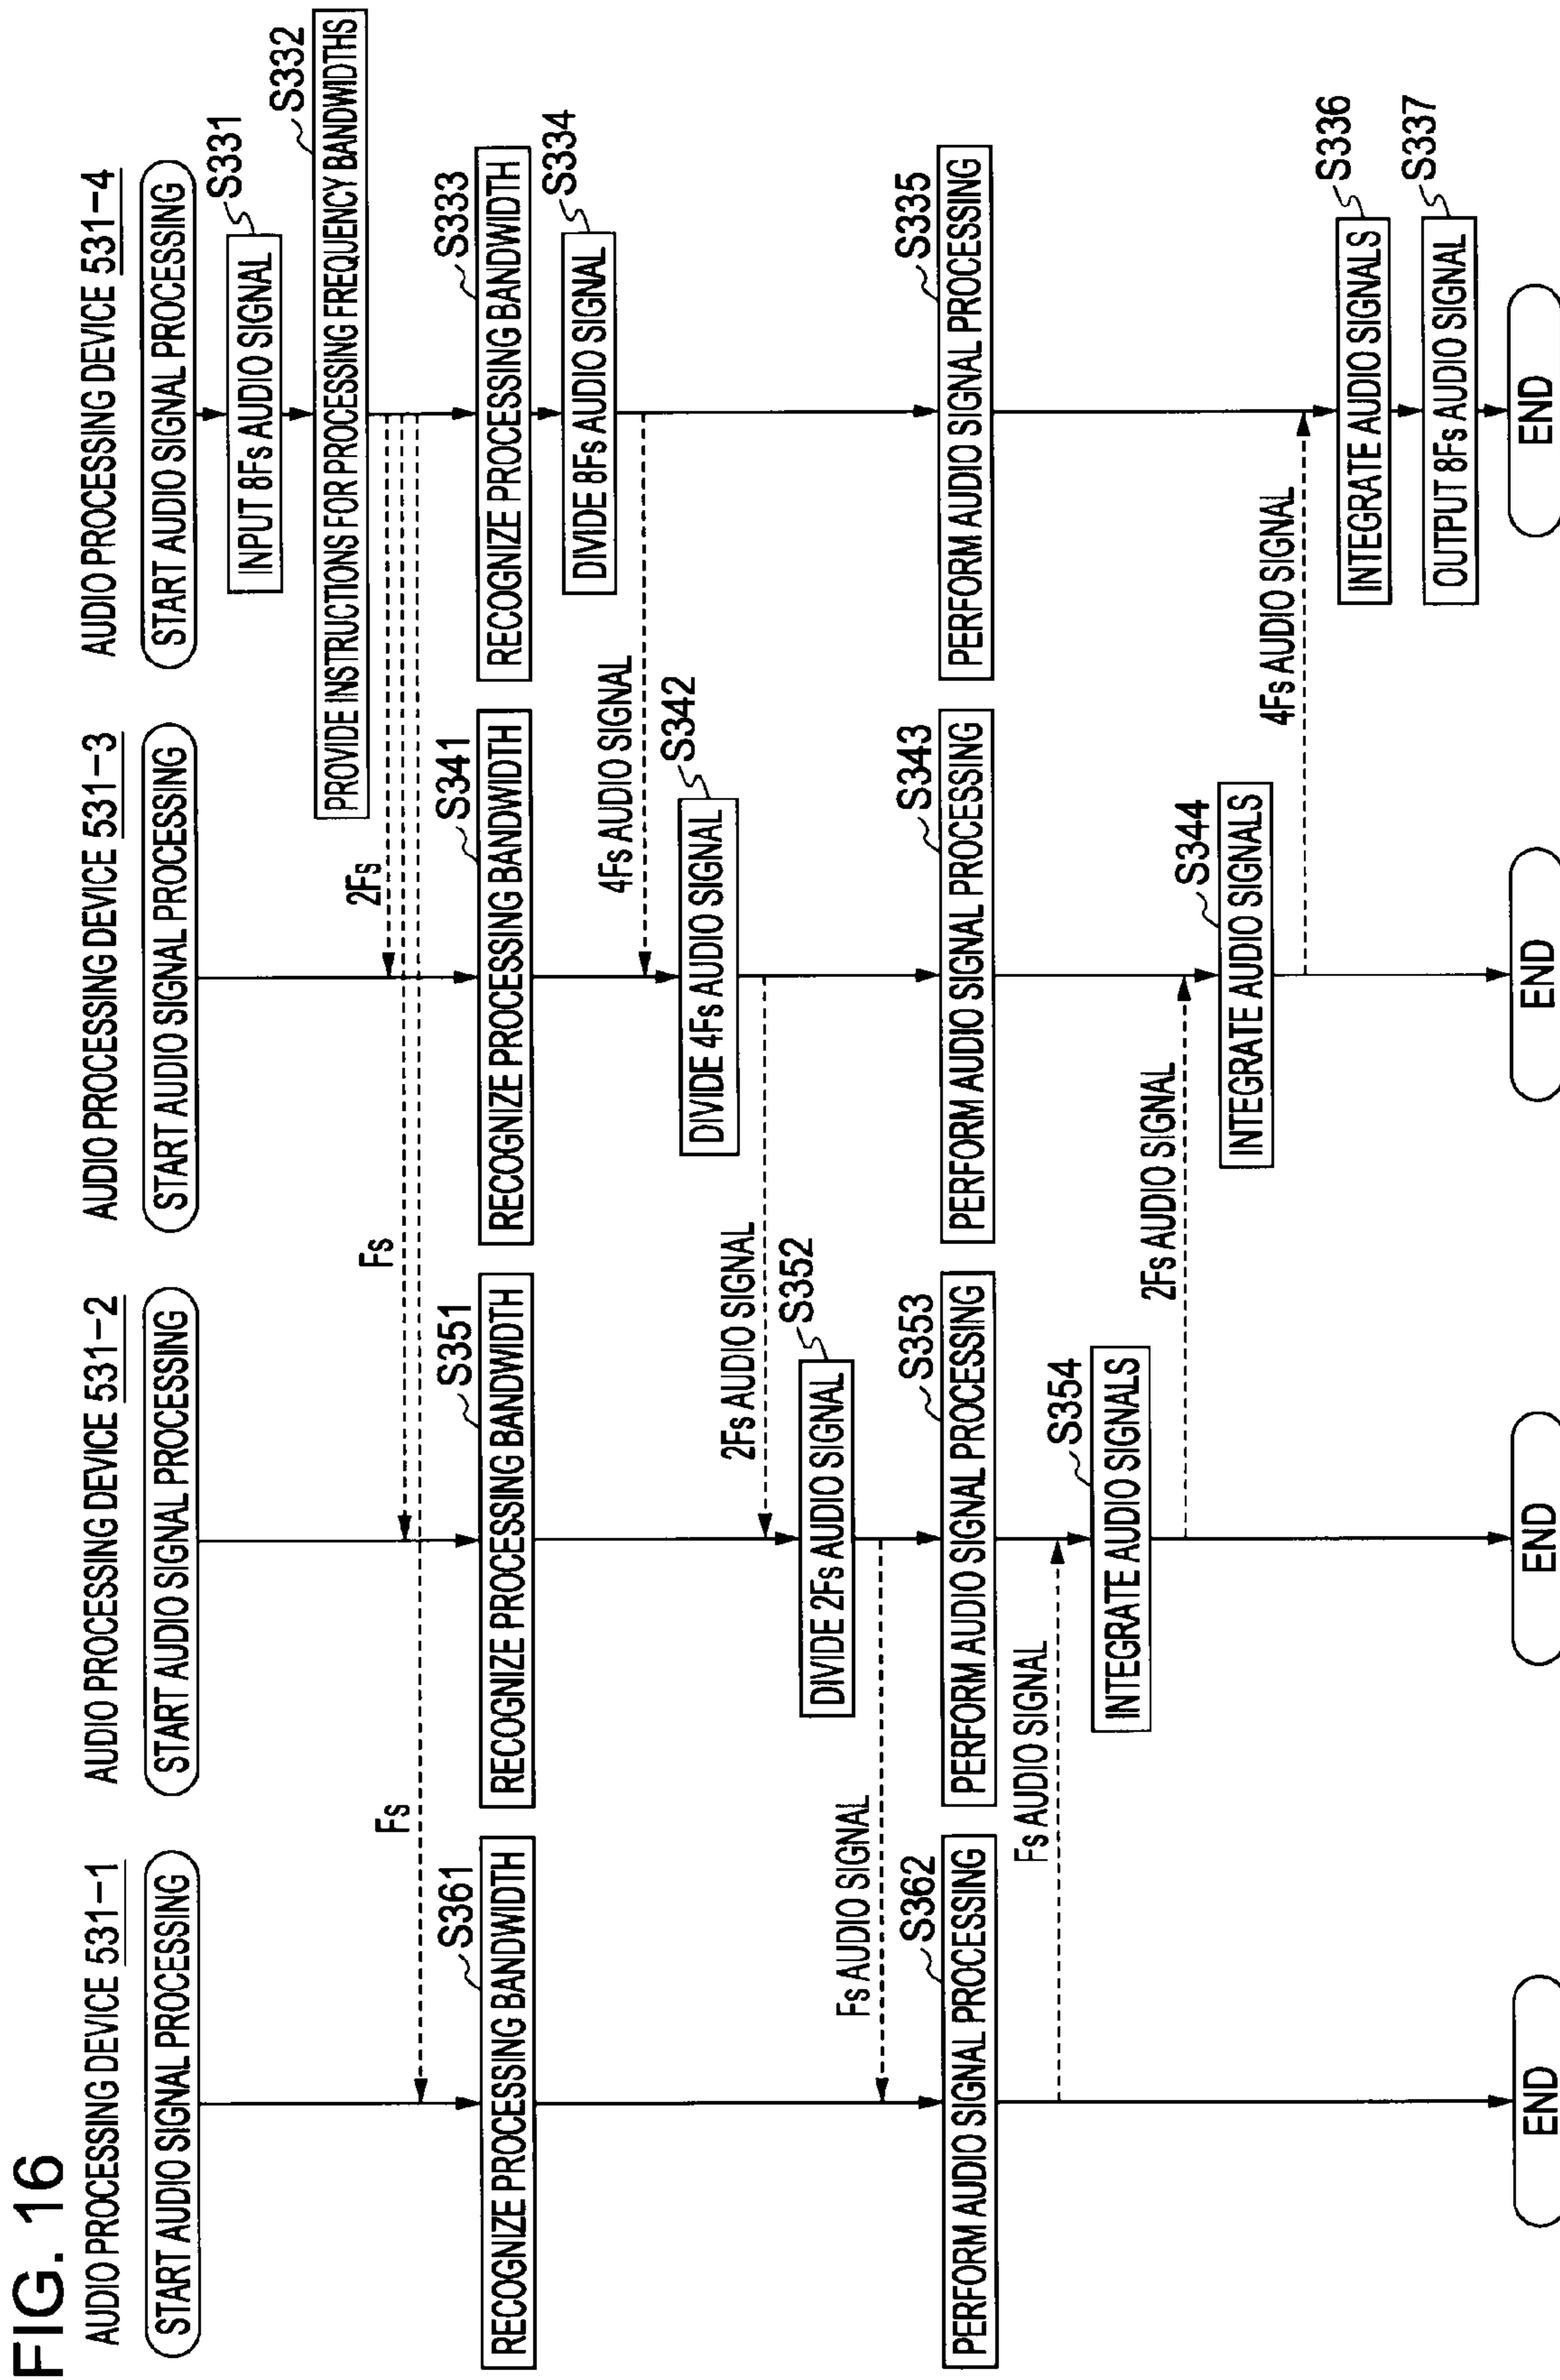 FIG. 16
AUDIO PROCESSING DEVICE 531-1
AUDIO PROCESSING DEVICE 531-2
AUDIO PROCESSING DEVICE 531-3
AUDIO PROCESSING DEVICE 531-4
START AUDIO SIGNAL PROCESSING
START AUDIO SIGNAL PROCESSING
START AUDIO SIGNAL PROCESSING
START AUDIO SIGNAL PROCESSING
S331
INPUT 8Fs AUDIO SIGNAL
S332
PROVIDE INSTRUCTIONS FOR PROCESSING FREQUENCY BANDWIDTHS
2Fs
Fs
Fs
S361
S351
S341
S333
RECOGNIZE PROCESSING BANDWIDTH
RECOGNIZE PROCESSING BANDWIDTH
RECOGNIZE PROCESSING BANDWIDTH
RECOGNIZE PROCESSING BANDWIDTH
S334
DIVIDE 8Fs AUDIO SIGNAL
4Fs AUDIO SIGNAL
S342
DIVIDE 4Fs AUDIO SIGNAL
2Fs AUDIO SIGNAL
S352
DIVIDE 2Fs AUDIO SIGNAL
Fs AUDIO SIGNAL
S362
S353
S343
S335
PERFORM AUDIO SIGNAL PROCESSING
PERFORM AUDIO SIGNAL PROCESSING
PERFORM AUDIO SIGNAL PROCESSING
PERFORM AUDIO SIGNAL PROCESSING
Fs AUDIO SIGNAL
S354
INTEGRATE AUDIO SIGNALS
2Fs AUDIO SIGNAL
S344
INTEGRATE AUDIO SIGNALS
4Fs AUDIO SIGNAL
S336
INTEGRATE AUDIO SIGNALS
S337
OUTPUT 8Fs AUDIO SIGNAL
END
END
END
END